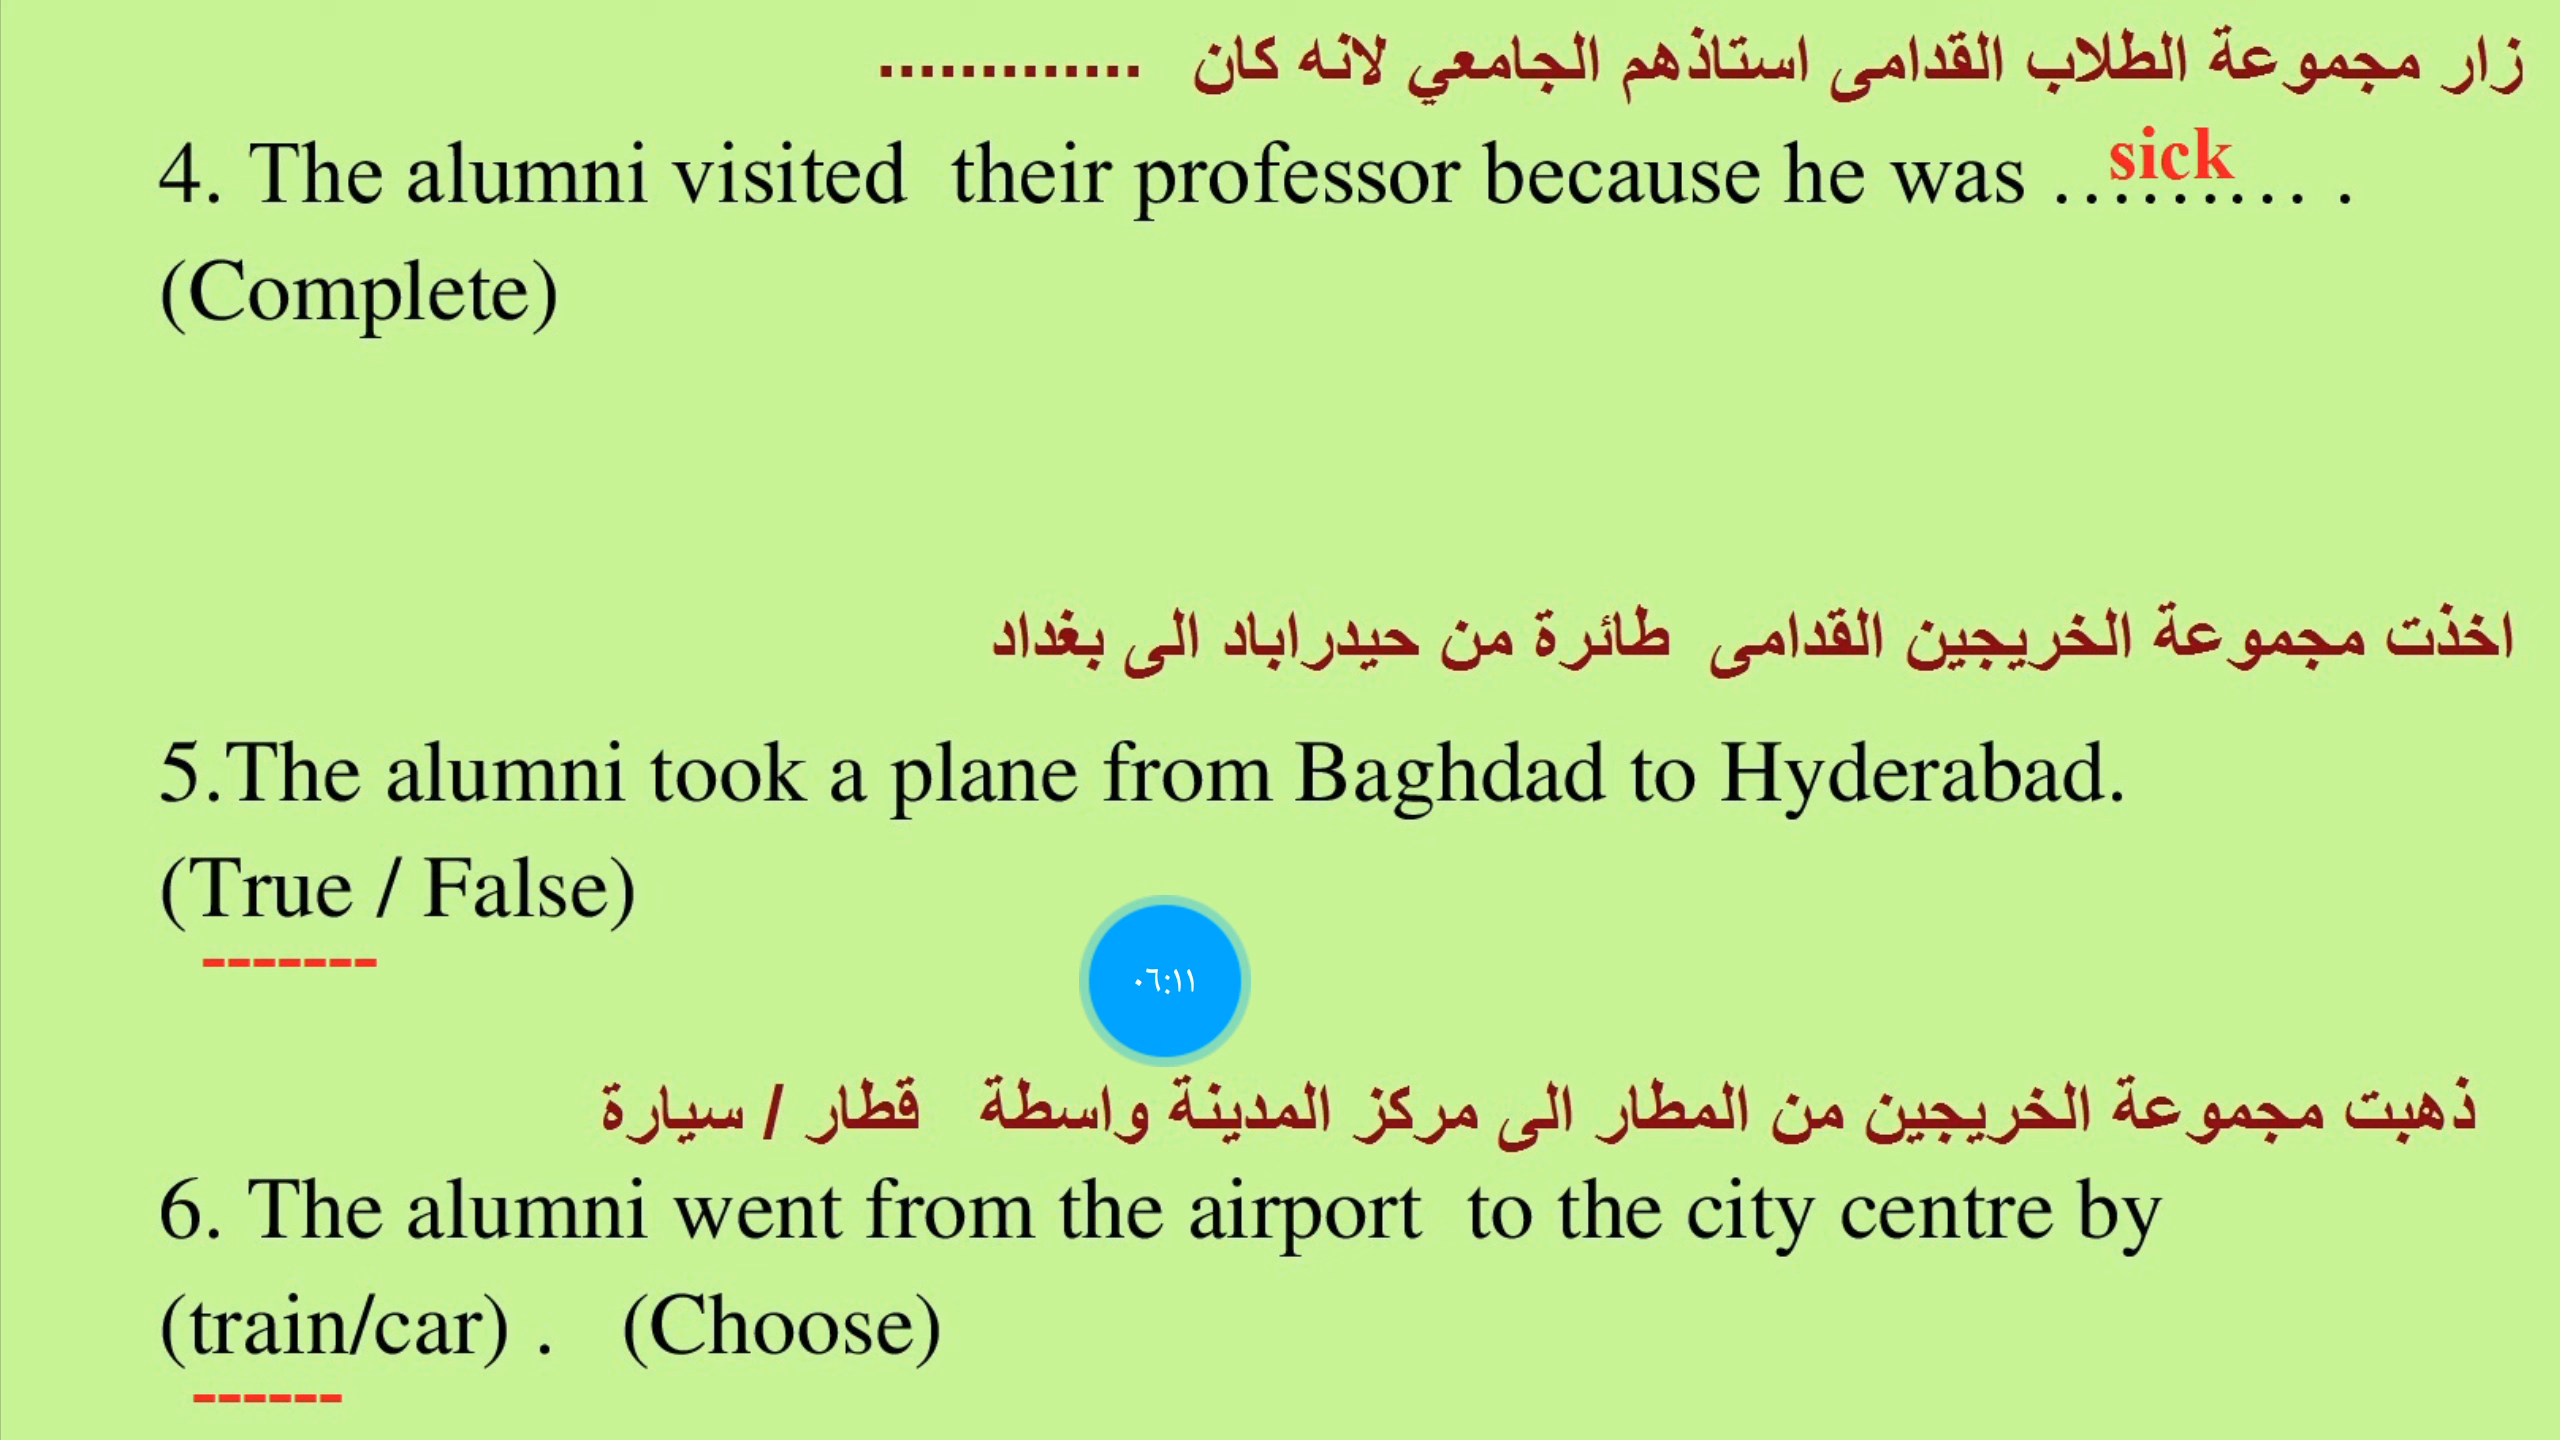 زار مجموعة الطلاب القدامى استاذهم الجامعي لانه كان .............
4. The alumni visited their professor because he was ……… .
sick
(Complete)
اخذت مجموعة الخريجين القدامى طائرة من حيدراباد الى بغداد
5.The alumni took a plane from Baghdad to Hyderabad.
(True / False)
-------
٠٦:١١
ذهبت مجموعة الخريجين من المطار الى مركز المدينة واسطة قطار / سيارة
6. The alumni went from the airport to the city centre by
(train/car) . (Choose)
------